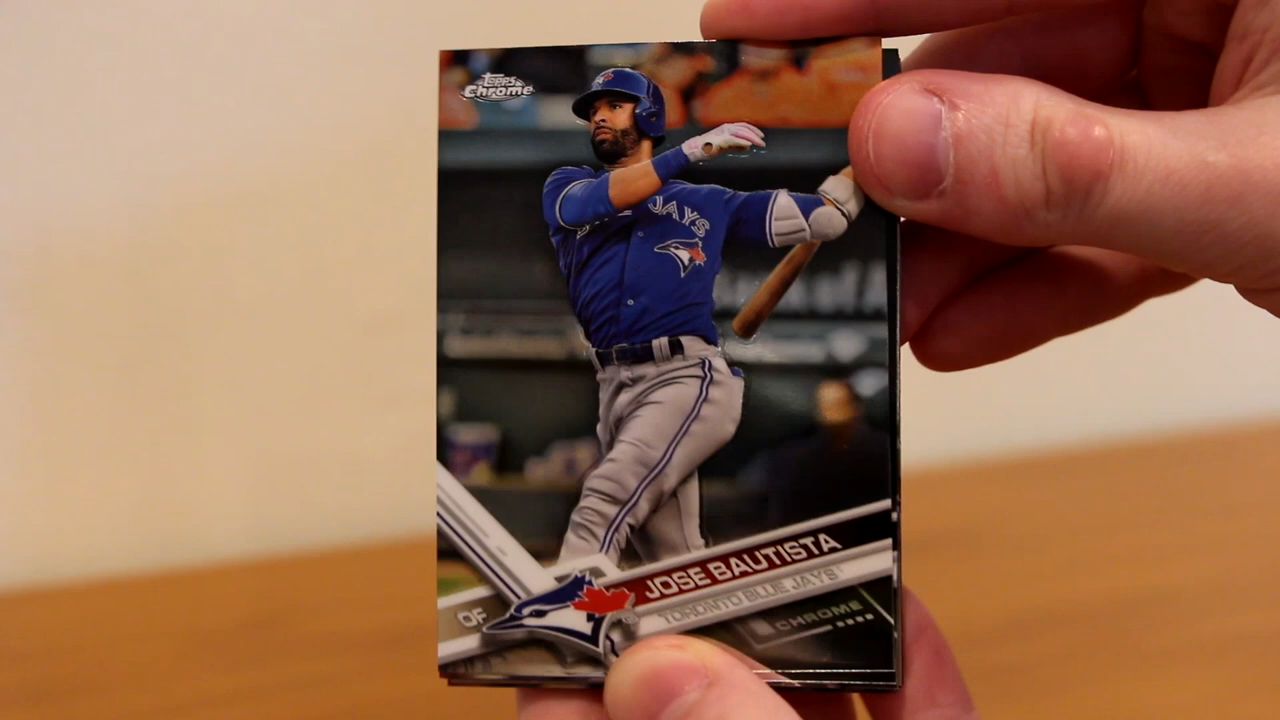 Topps
Chrome
JAYS
JOSE BAUTISTA
TORONTO BLUE JAYS
OF
CHROME